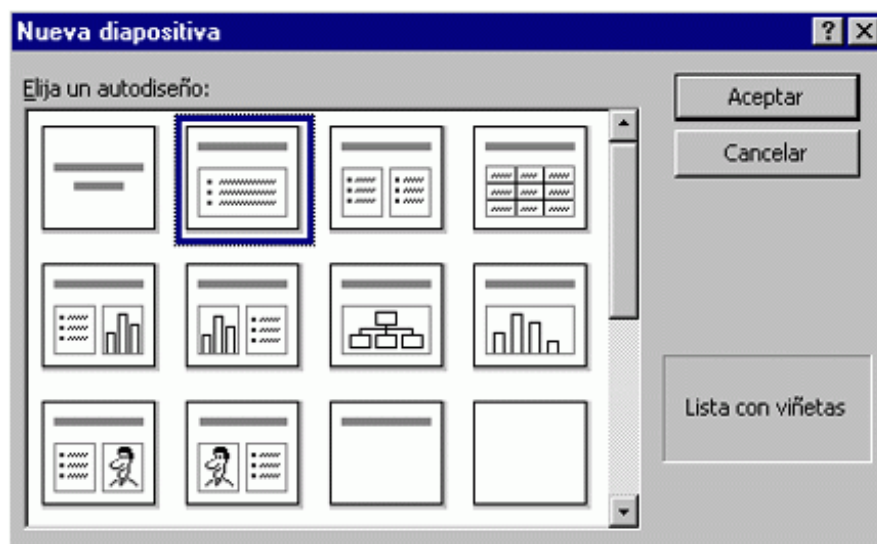 Nueva diapositiva
Elija un autodiseño:
Aceptar
Cancelar
Lista con viñetas